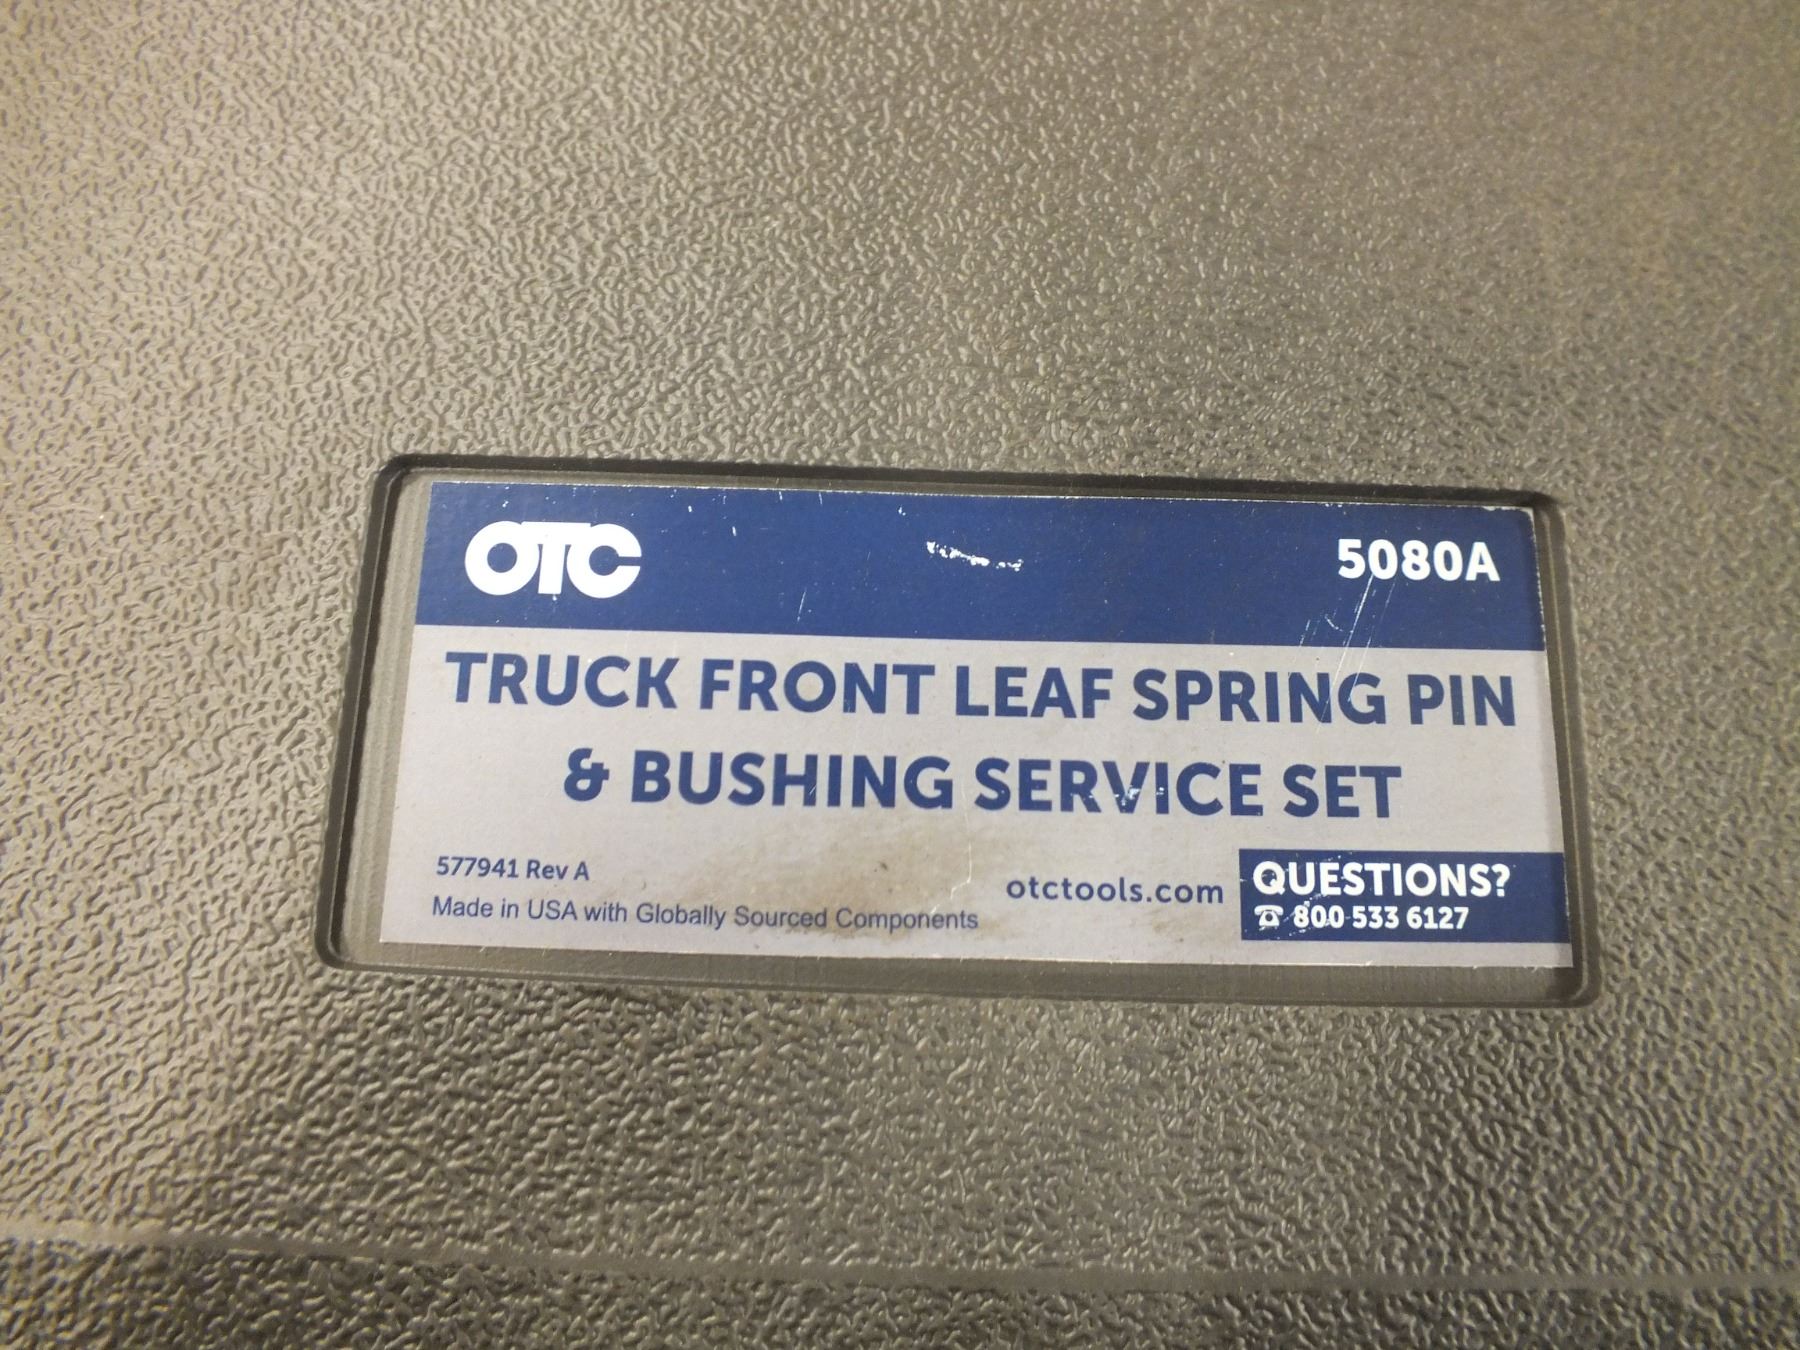 OTC 5080A
TRUCK FRONT LEAF SPRING PIN
& BUSHING SERVICE SET
577941 Rev A
Made in USA with Globally Sourced Components
otctools.com
QUESTIONS?
☎ 800 533 6127